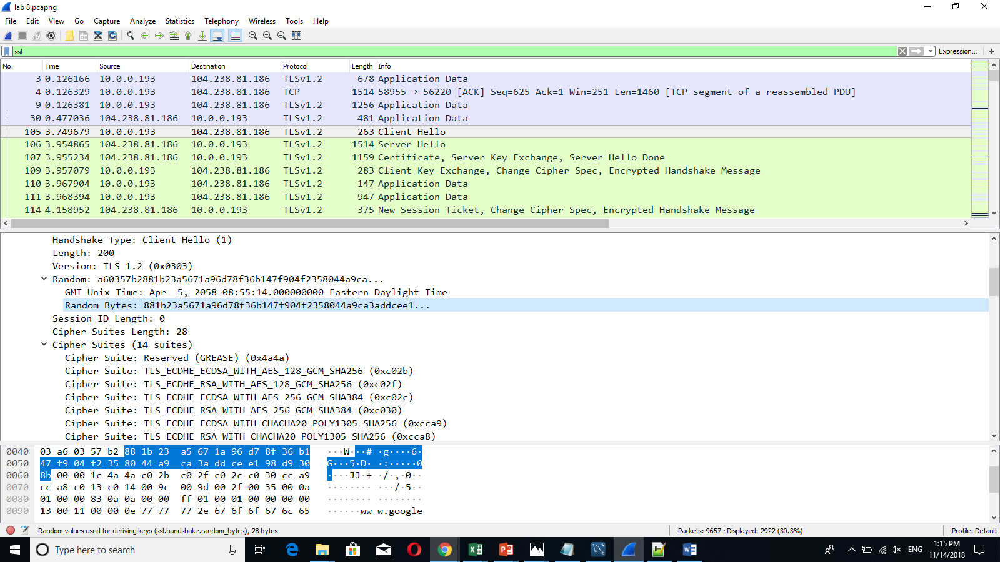 lab 8.pcapng
File Edit View Go Capture Analyze Statistics Telephony Wireless Tools Help
ssl Expression... +
No. Time Source Destination Protocol Length Info
3 0.126166 10.0.0.193 104.238.81.186 TLSv1.2 678 Application Data
4 0.126329 10.0.0.193 104.238.81.186 TCP 1514 58955 → 56220 [ACK] Seq=625 Ack=1 Win=251 Len=1460 [TCP segment of a reassembled PDU]
9 0.126381 10.0.0.193 104.238.81.186 TLSv1.2 1256 Application Data
30 0.477036 104.238.81.186 10.0.0.193 TLSv1.2 481 Application Data
105 3.749679 10.0.0.193 104.238.81.186 TLSv1.2 263 Client Hello
106 3.954865 104.238.81.186 10.0.0.193 TLSv1.2 1514 Server Hello
107 3.955234 104.238.81.186 10.0.0.193 TLSv1.2 1159 Certificate, Server Key Exchange, Server Hello Done
109 3.957079 10.0.0.193 104.238.81.186 TLSv1.2 283 Client Key Exchange, Change Cipher Spec, Encrypted Handshake Message
110 3.967904 10.0.0.193 104.238.81.186 TLSv1.2 147 Application Data
111 3.968394 10.0.0.193 104.238.81.186 TLSv1.2 947 Application Data
114 4.158952 104.238.81.186 10.0.0.193 TLSv1.2 375 New Session Ticket, Change Cipher Spec, Encrypted Handshake Message
Handshake Type: Client Hello (1)
Length: 200
Version: TLS 1.2 (0x0303)
Random: a60357b2881b23a5671a96d78f36b147f904f2358044a9ca...
GMT Unix Time: Apr  5, 2058 08:55:14.000000000 Eastern Daylight Time
Random Bytes: 881b23a5671a96d78f36b147f904f2358044a9ca3addcee1...
Session ID Length: 0
Cipher Suites Length: 28
Cipher Suites (14 suites)
Cipher Suite: Reserved (GREASE) (0x4a4a)
Cipher Suite: TLS_ECDHE_ECDSA_WITH_AES_128_GCM_SHA256 (0xc02b)
Cipher Suite: TLS_ECDHE_RSA_WITH_AES_128_GCM_SHA256 (0xc02f)
Cipher Suite: TLS_ECDHE_ECDSA_WITH_AES_256_GCM_SHA384 (0xc02c)
Cipher Suite: TLS_ECDHE_RSA_WITH_AES_256_GCM_SHA384 (0xc030)
Cipher Suite: TLS_ECDHE_ECDSA_WITH_CHACHA20_POLY1305_SHA256 (0xcca9)
Cipher Suite: TLS_ECDHE_RSA_WITH_CHACHA20_POLY1305_SHA256 (0xcca8)
0040 03 a6 03 57 b2 88 1b 23 a5 67 1a 96 d7 8f 36 b1 ···W···# ·g····6·
0050 47 f9 04 f2 35 80 44 a9 ca 3a dd ce e1 98 d9 30 G···5·D· ·:·····0
0060 8b 00 00 1c 4a 4a c0 2b c0 2f c0 2c c0 30 cc a9 ····JJ·+ ·/·,·0··
0070 cc a8 c0 13 c0 14 00 9c 00 9d 00 2f 00 35 00 0a ········ ···/·5··
0080 01 00 00 83 0a 0a 00 00 ff 01 00 01 00 00 00 00 ········ ········
0090 13 00 11 00 00 0e 77 77 77 2e 67 6f 6f 67 6c 65 ······ww w.google
Random values used for deriving keys (ssl.handshake.random_bytes), 28 bytes Packets: 9657 · Displayed: 2922 (30.3%) Profile: Default
Type here to search ENG 1:15 PM
11/14/2018